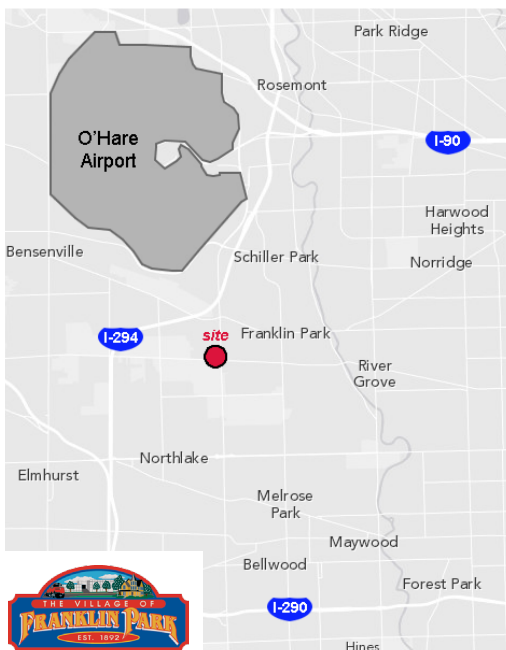 Park Ridge
Rosemont
O'Hare
Airport
I-90
Harwood
Heights
Bensenville
Schiller Park
Norridge
I-294
site
Franklin Park
River
Grove
Northlake
Elmhurst
Melrose
Park
Maywood
Bellwood
Forest Park
I-290
THE VILLAGE OF
FRANKLIN PARK
EST. 1892
Hines